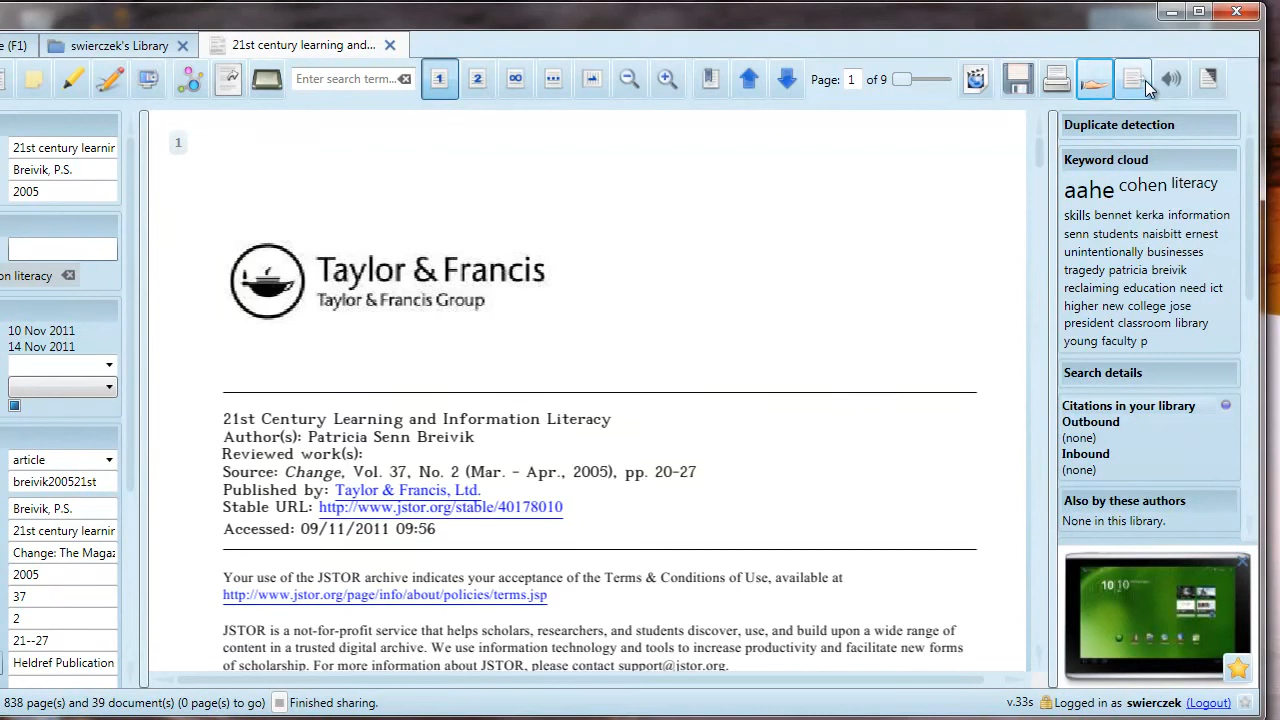 e (F1)
swierczek's Library
21st century learning and...
Enter search term...
1
2
Page: 1 of 9
21st century learnin
Breivik, P.S.
2005
on literacy
10 Nov 2011
14 Nov 2011
article
breivik200521st
Breivik, P.S.
21st century learnin
Change: The Magaz
2005
37
2
21--27
Heldref Publication
1
Taylor & Francis
Taylor & Francis Group
21st Century Learning and Information Literacy
Author(s): Patricia Senn Breivik
Reviewed work(s):
Source: Change, Vol. 37, No. 2 (Mar. - Apr., 2005), pp. 20-27
Published by: Taylor & Francis, Ltd.
Stable URL: http://www.jstor.org/stable/40178010
Accessed: 09/11/2011 09:56
Your use of the JSTOR archive indicates your acceptance of the Terms & Conditions of Use, available at
http://www.jstor.org/page/info/about/policies/terms.jsp
JSTOR is a not-for-profit service that helps scholars, researchers, and students discover, use, and build upon a wide range of
content in a trusted digital archive. We use information technology and tools to increase productivity and facilitate new forms
of scholarship. For more information about JSTOR, please contact support@jstor.org.
Duplicate detection
Keyword cloud
aahe cohen literacy
skills bennet kerka information
senn students naisbitt ernest
unintentionally businesses
tragedy patricia breivik
reclaiming education need ict
higher new college jose
president classroom library
young faculty p
Search details
Citations in your library
Outbound
(none)
Inbound
(none)
Also by these authors
None in this library.
10 10
838 page(s) and 39 document(s) (0 page(s) to go)
Finished sharing.
v.33s
Logged in as swierczek (Logout)